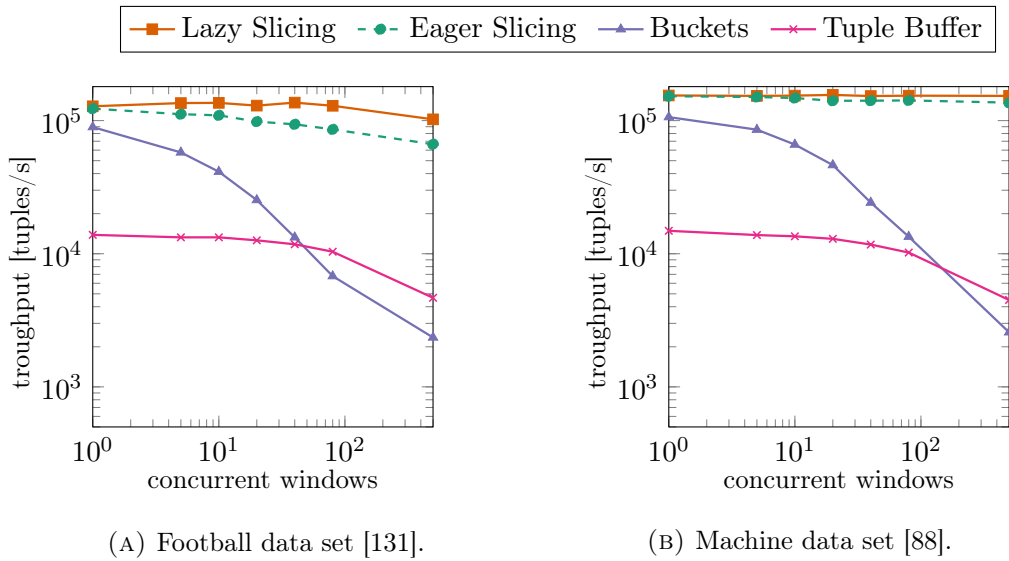 Lazy Slicing Eager Slicing Buckets Tuple Buffer
troughput [tuples/s]
10^5
10^4
10^3
10^0 10^1 10^2
concurrent windows
(A) Football data set [131].
troughput [tuples/s]
10^5
10^4
10^3
10^0 10^1 10^2
concurrent windows
(B) Machine data set [88].